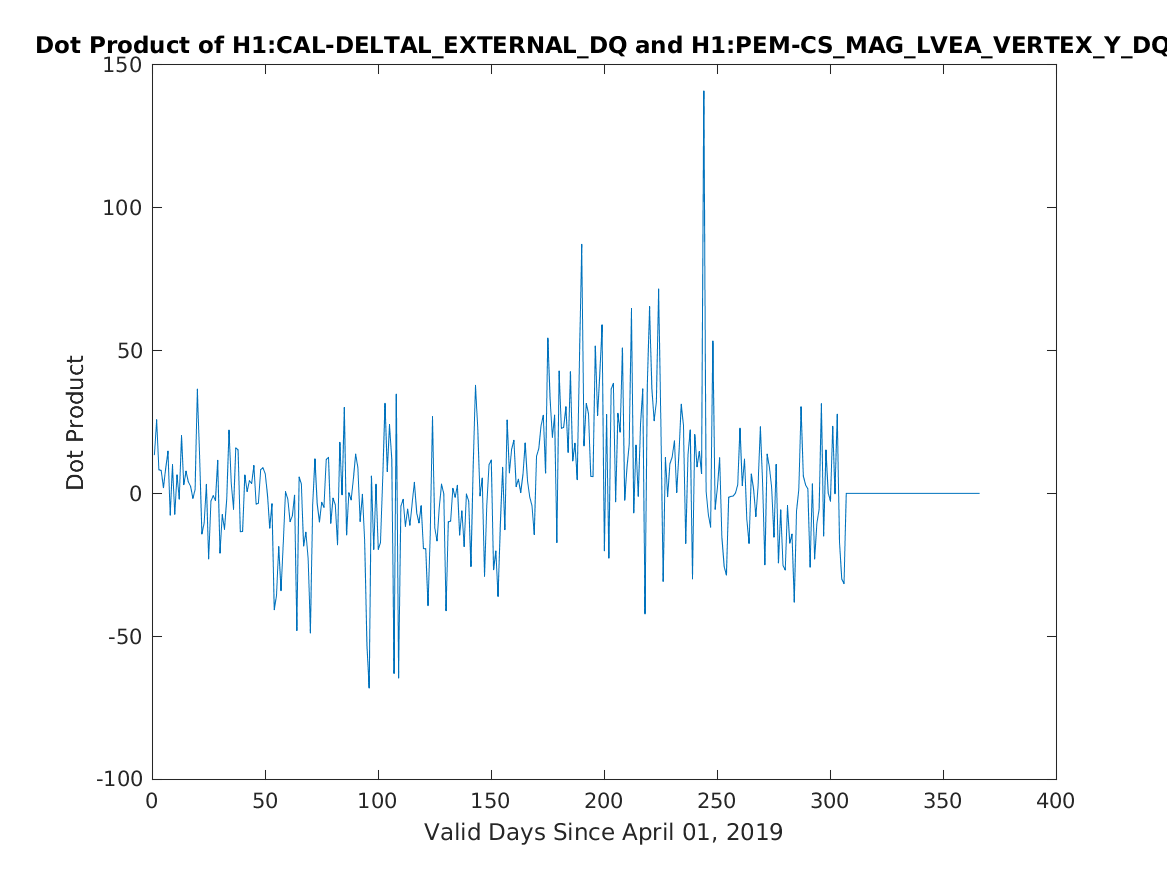 Dot Product of H1:CAL-DELTAL_EXTERNAL_DQ and H1:PEM-CS_MAG_LVEA_VERTEX_Y_DQ
150
100
50
0
-50
-100
Dot Product
0 50 100 150 200 250 300 350 400
Valid Days Since April 01, 2019